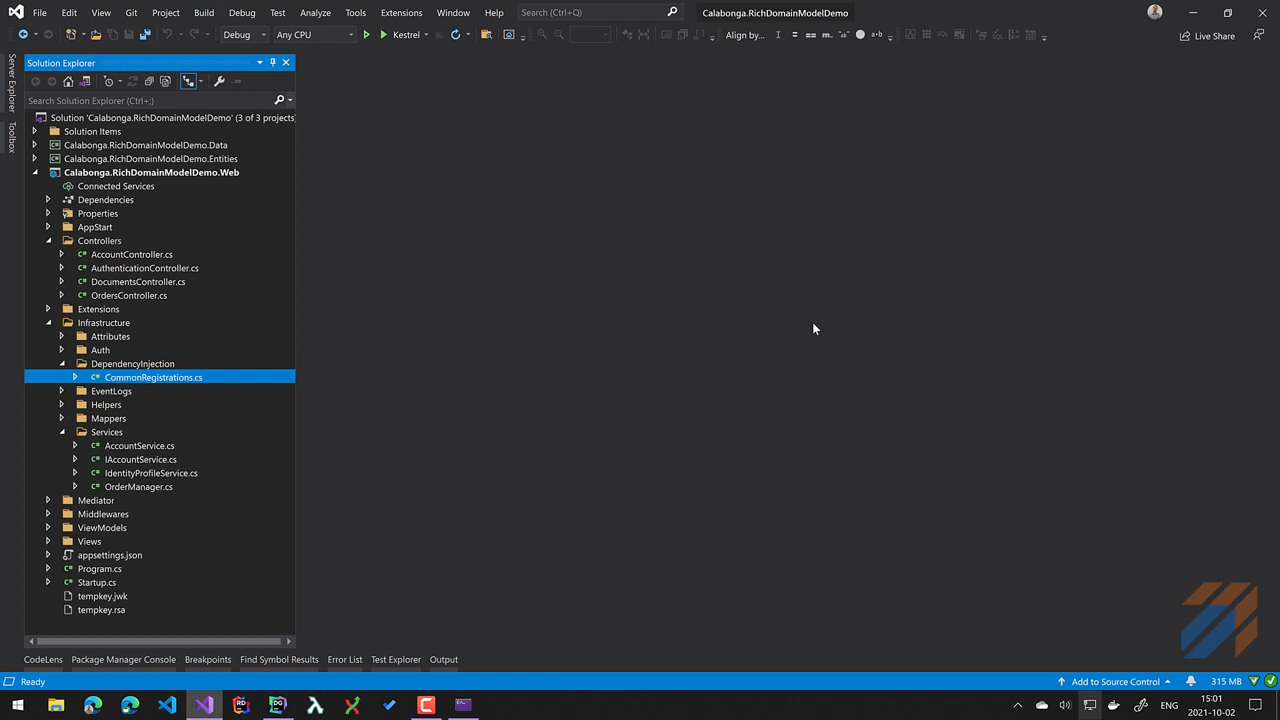 File Edit View Git Project Build Debug Test Analyze Tools Extensions Window Help Search (Ctrl+Q) Calabonga.RichDomainModelDemo
Debug Any CPU Kestrel Align by... Live Share
Server Explorer
Toolbox
Solution Explorer
Search Solution Explorer (Ctrl+;)
Solution 'Calabonga.RichDomainModelDemo' (3 of 3 projects)
Solution Items
Calabonga.RichDomainModelDemo.Data
Calabonga.RichDomainModelDemo.Entities
Calabonga.RichDomainModelDemo.Web
Connected Services
Dependencies
Properties
AppStart
Controllers
AccountController.cs
AuthenticationController.cs
DocumentsController.cs
OrdersController.cs
Extensions
Infrastructure
Attributes
Auth
DependencyInjection
CommonRegistrations.cs
EventLogs
Helpers
Mappers
Services
AccountService.cs
IAccountService.cs
IdentityProfileService.cs
OrderManager.cs
Mediator
Middlewares
ViewModels
Views
appsettings.json
Program.cs
Startup.cs
tempkey.jwk
tempkey.rsa
CodeLens Package Manager Console Breakpoints Find Symbol Results Error List Test Explorer Output
Ready Add to Source Control 315 MB
ENG 15:01
2021-10-02